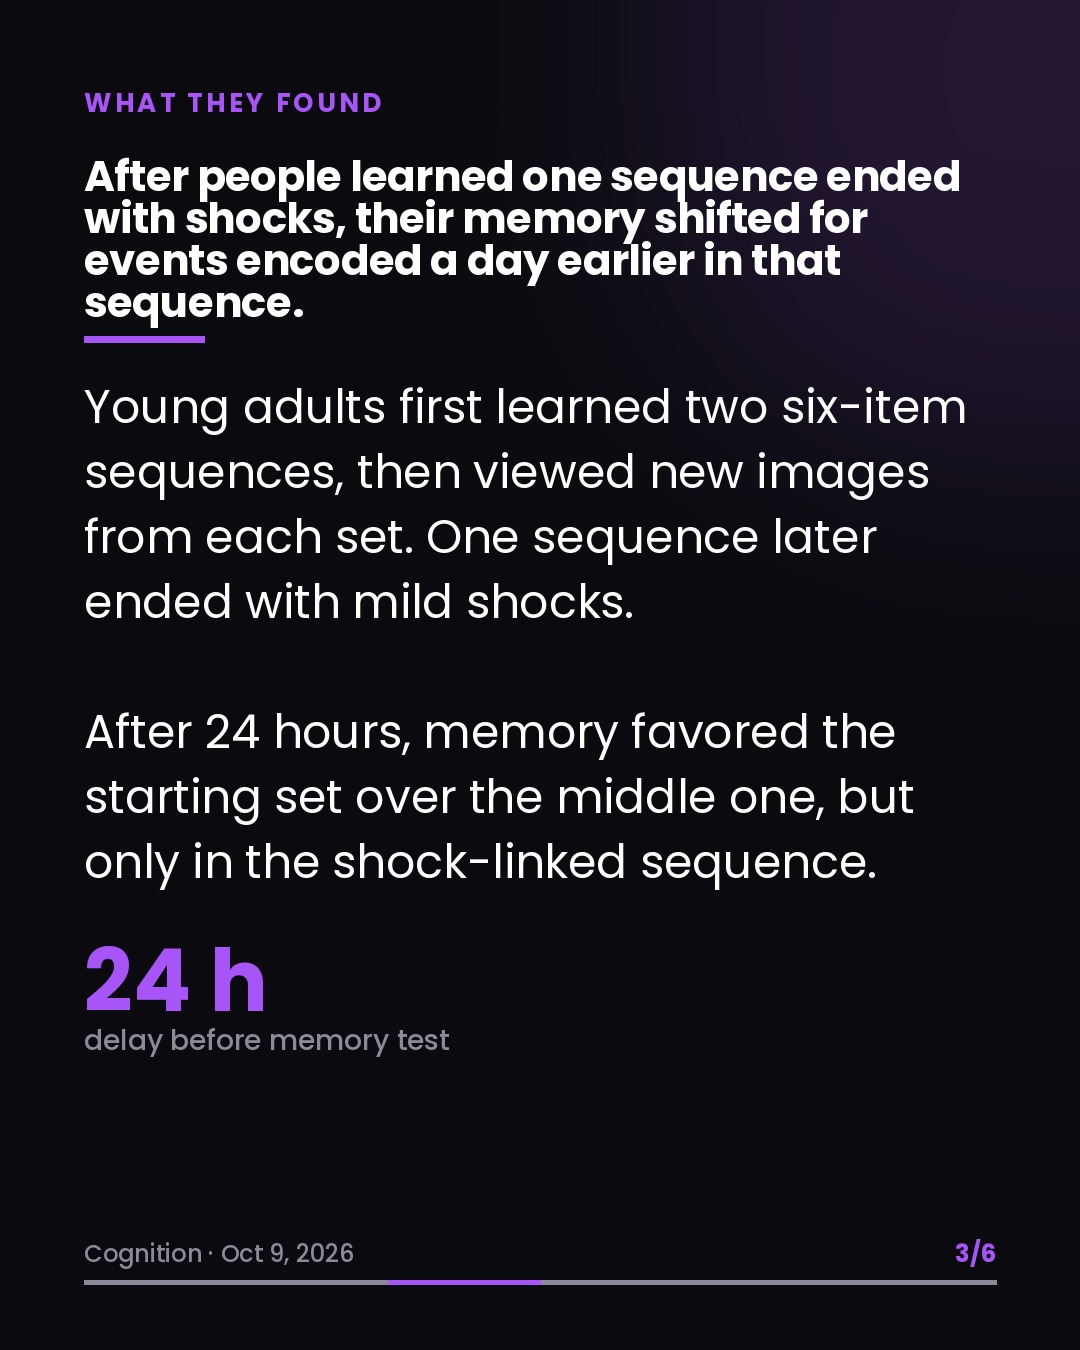 WHAT THEY FOUND
After people learned one sequence ended
with shocks, their memory shifted for
events encoded a day earlier in that
sequence.
Young adults first learned two six-item
sequences, then viewed new images
from each set. One sequence later
ended with mild shocks.
After 24 hours, memory favored the
starting set over the middle one, but
only in the shock-linked sequence.
24 h
delay before memory test
Cognition · Oct 9, 2026
3/6